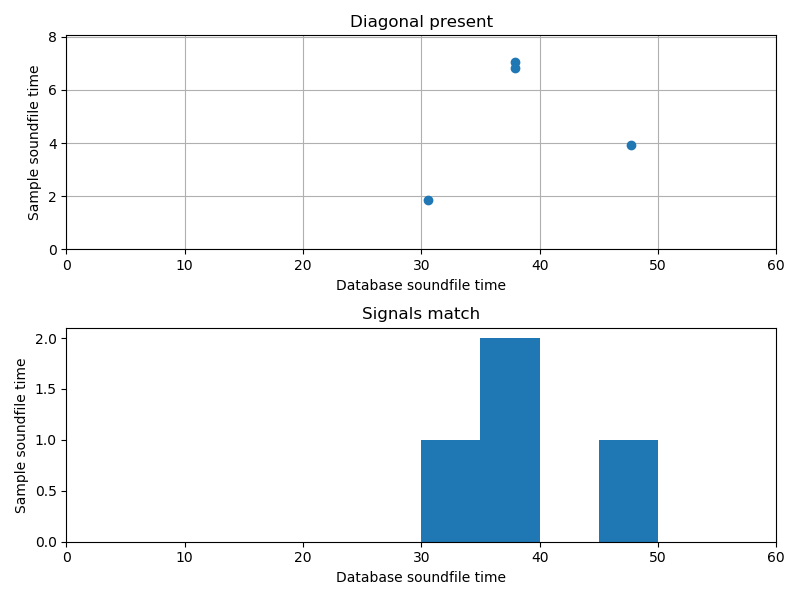 Diagonal present
8
6
4
2
0
Sample soundfile time
0 10 20 30 40 50 60
Database soundfile time
Signals match
2.0
1.5
1.0
0.5
0.0
Sample soundfile time
0 10 20 30 40 50 60
Database soundfile time